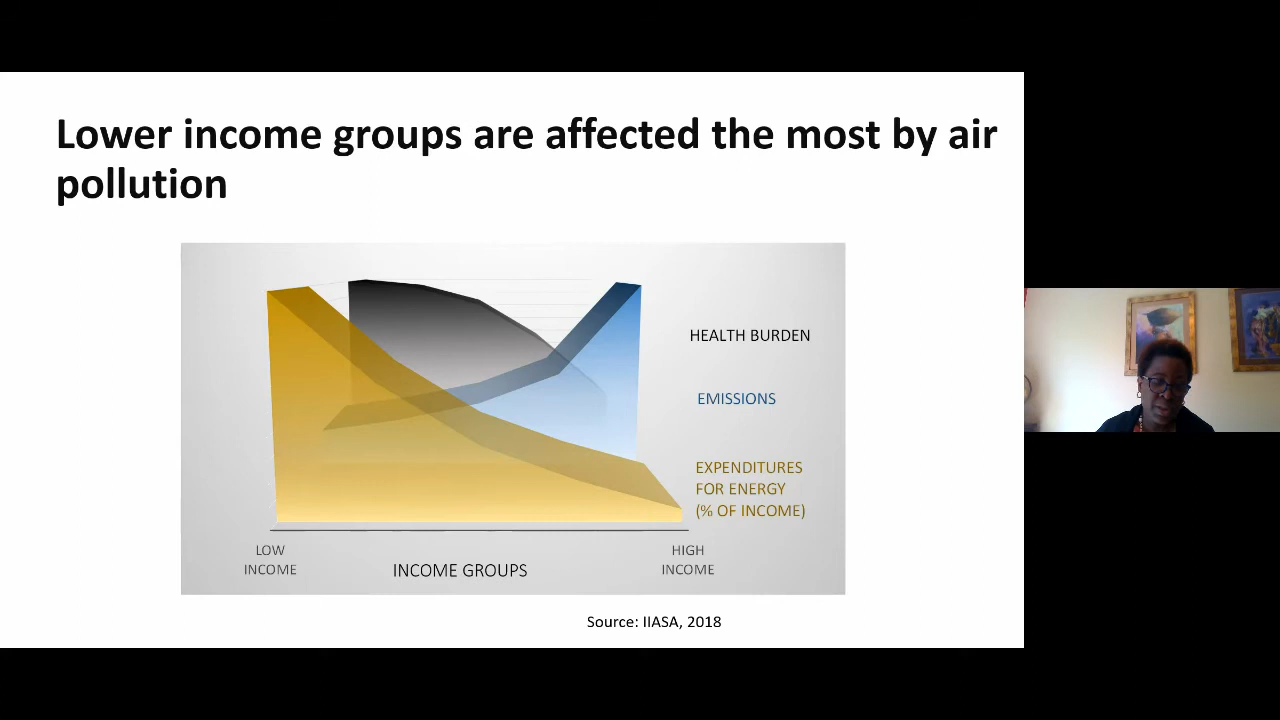 Lower income groups are affected the most by air
pollution
HEALTH BURDEN
EMISSIONS
EXPENDITURES
FOR ENERGY
(% OF INCOME)
LOW
INCOME
INCOME GROUPS
HIGH
INCOME
Source: IIASA, 2018